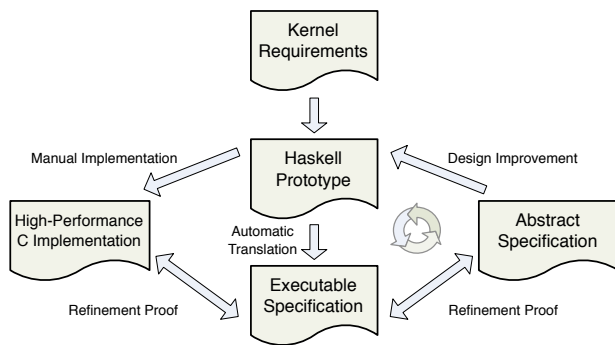 Kernel
Requirements
Manual Implementation
Haskell
Prototype
Design Improvement
High-Performance
C Implementation
Automatic
Translation
Abstract
Specification
Refinement Proof
Executable
Specification
Refinement Proof